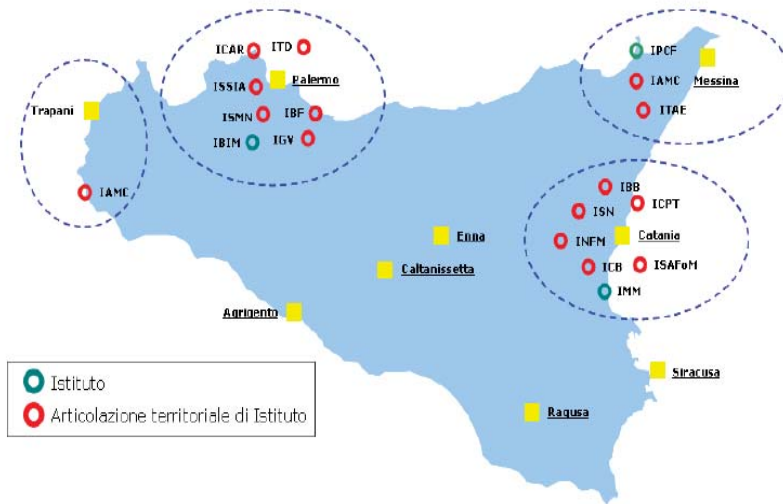 ICAR
ITD
IPCF
ISSIA
Palermo
IAMC
Messina
Trapani
ISMN
IBF
ITAE
IBIM
IGV
IAMC
IBB
ISN
ICPT
INFM
Catania
Enna
ICB
ISAFoM
Caltanissetta
IMM
Agrigento
Siracusa
Ragusa
Istituto
Articolazione territoriale di Istituto